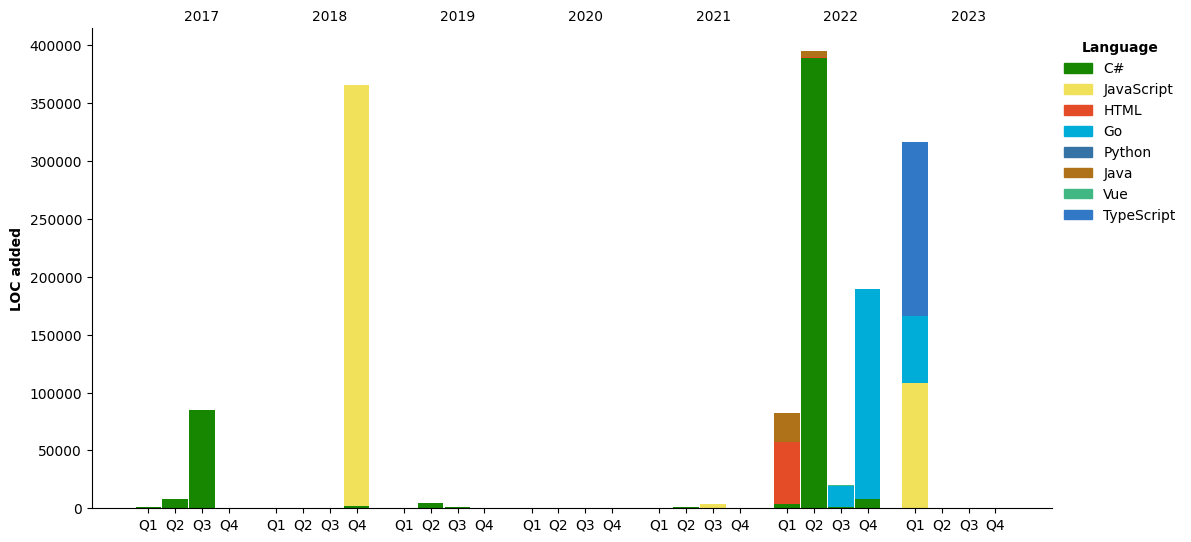 2017 2018 2019 2020 2021 2022 2023
Language
C#
JavaScript
HTML
Go
Python
Java
Vue
TypeScript
LOC added
400000
350000
300000
250000
200000
150000
100000
50000
0
Q1 Q2 Q3 Q4 Q1 Q2 Q3 Q4 Q1 Q2 Q3 Q4 Q1 Q2 Q3 Q4 Q1 Q2 Q3 Q4 Q1 Q2 Q3 Q4 Q1 Q2 Q3 Q4